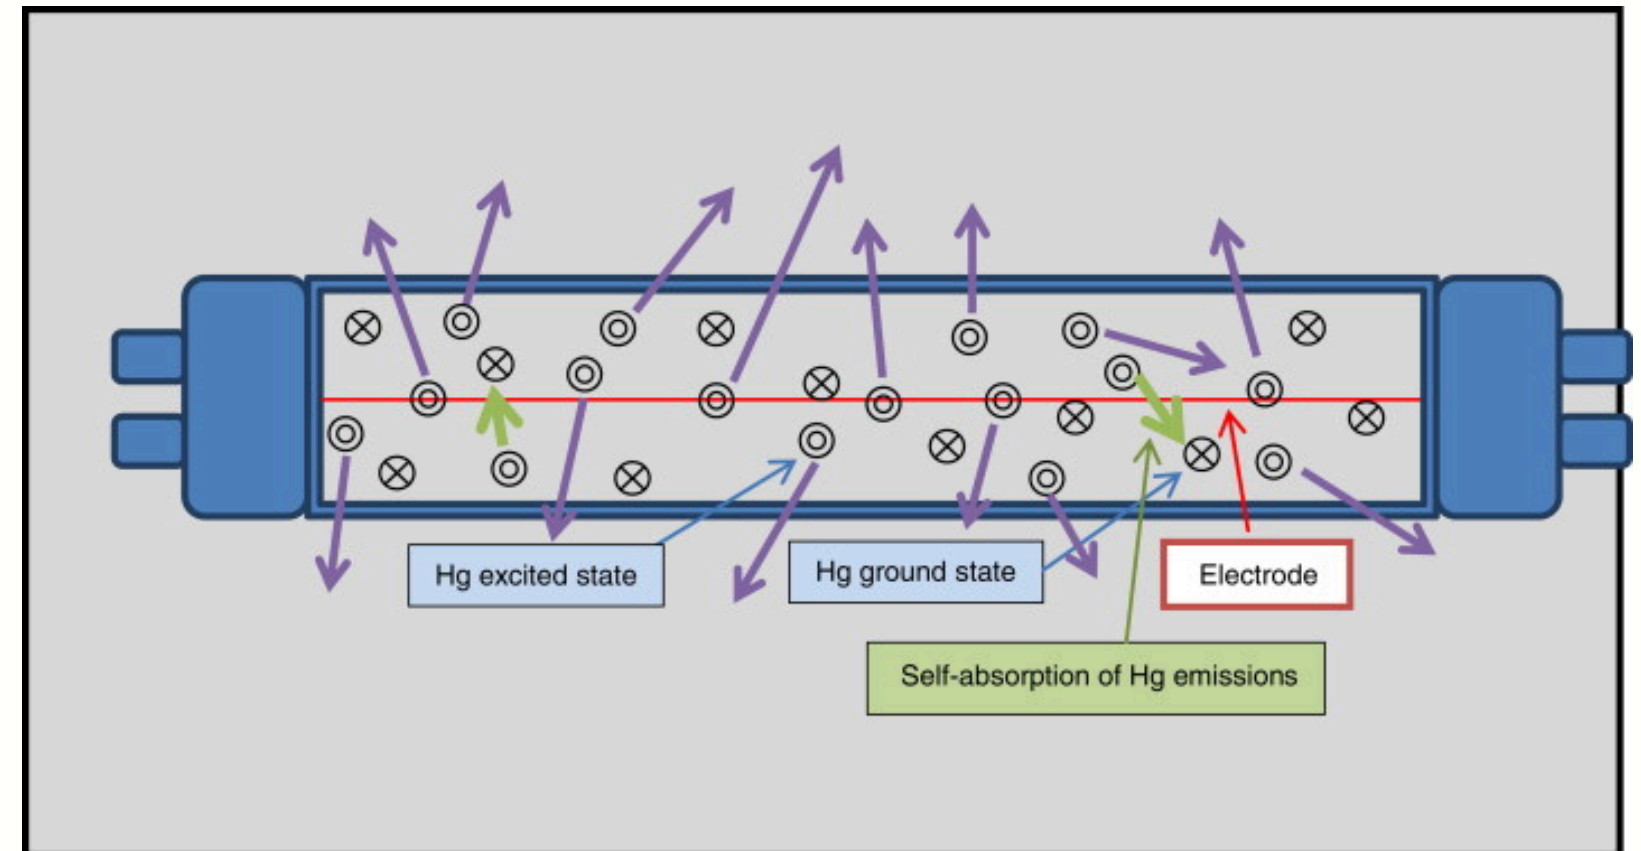 Hg excited state
Hg ground state
Electrode
Self-absorption of Hg emissions